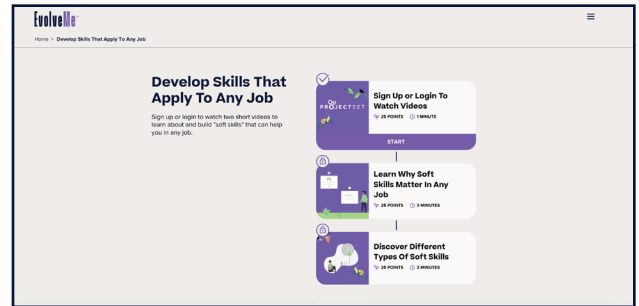 EvolveMe
Home > Develop Skills That Apply To Any Job
Develop Skills That
Apply To Any Job
Sign up or login to watch two short videos to
learn about and build "soft skills" that can help
you in any job.
PROJECTSET
Sign Up or Login To
Watch Videos
25 POINTS 1 MINUTE
START
Learn Why Soft
Skills Matter In Any
Job
25 POINTS 3 MINUTES
Discover Different
Types Of Soft Skills
25 POINTS 3 MINUTES